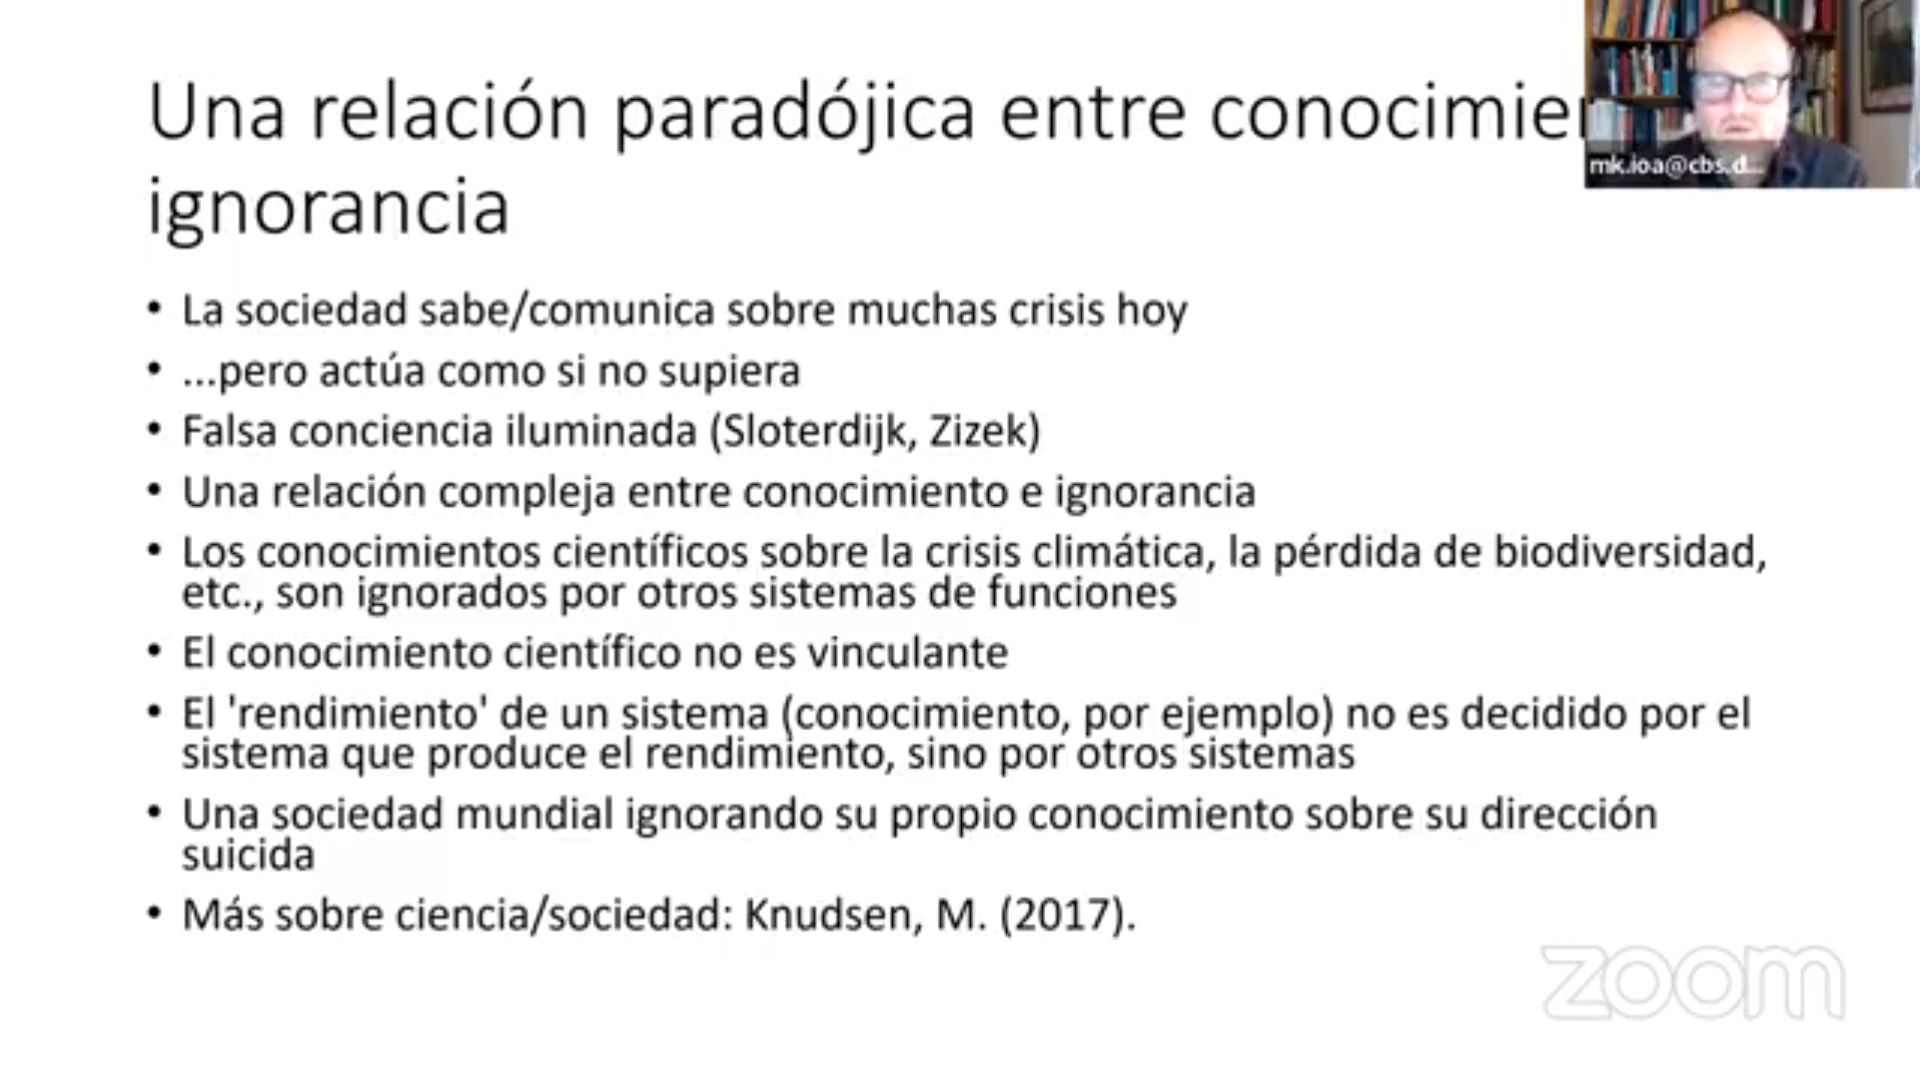 Una relación paradójica entre conocimien
ignorancia
mk.ioa@cbs.d...
• La sociedad sabe/comunica sobre muchas crisis hoy
• ...pero actúa como si no supiera
• Falsa conciencia iluminada (Sloterdijk, Zizek)
• Una relación compleja entre conocimiento e ignorancia
• Los conocimientos científicos sobre la crisis climática, la pérdida de biodiversidad,
etc., son ignorados por otros sistemas de funciones
• El conocimiento científico no es vinculante
• El 'rendimiento' de un sistema (conocimiento, por ejemplo) no es decidido por el
sistema que produce el rendimiento, sino por otros sistemas
• Una sociedad mundial ignorando su propio conocimiento sobre su dirección
suicida
• Más sobre ciencia/sociedad: Knudsen, M. (2017).
zoom